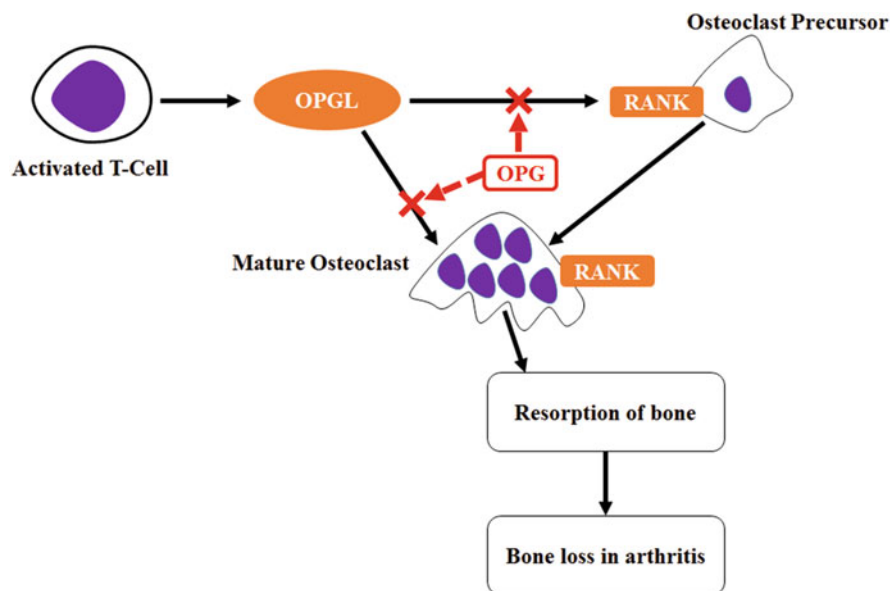 Osteoclast Precursor
OPGL
RANK
Activated T-Cell
OPG
Mature Osteoclast
RANK
Resorption of bone
Bone loss in arthritis